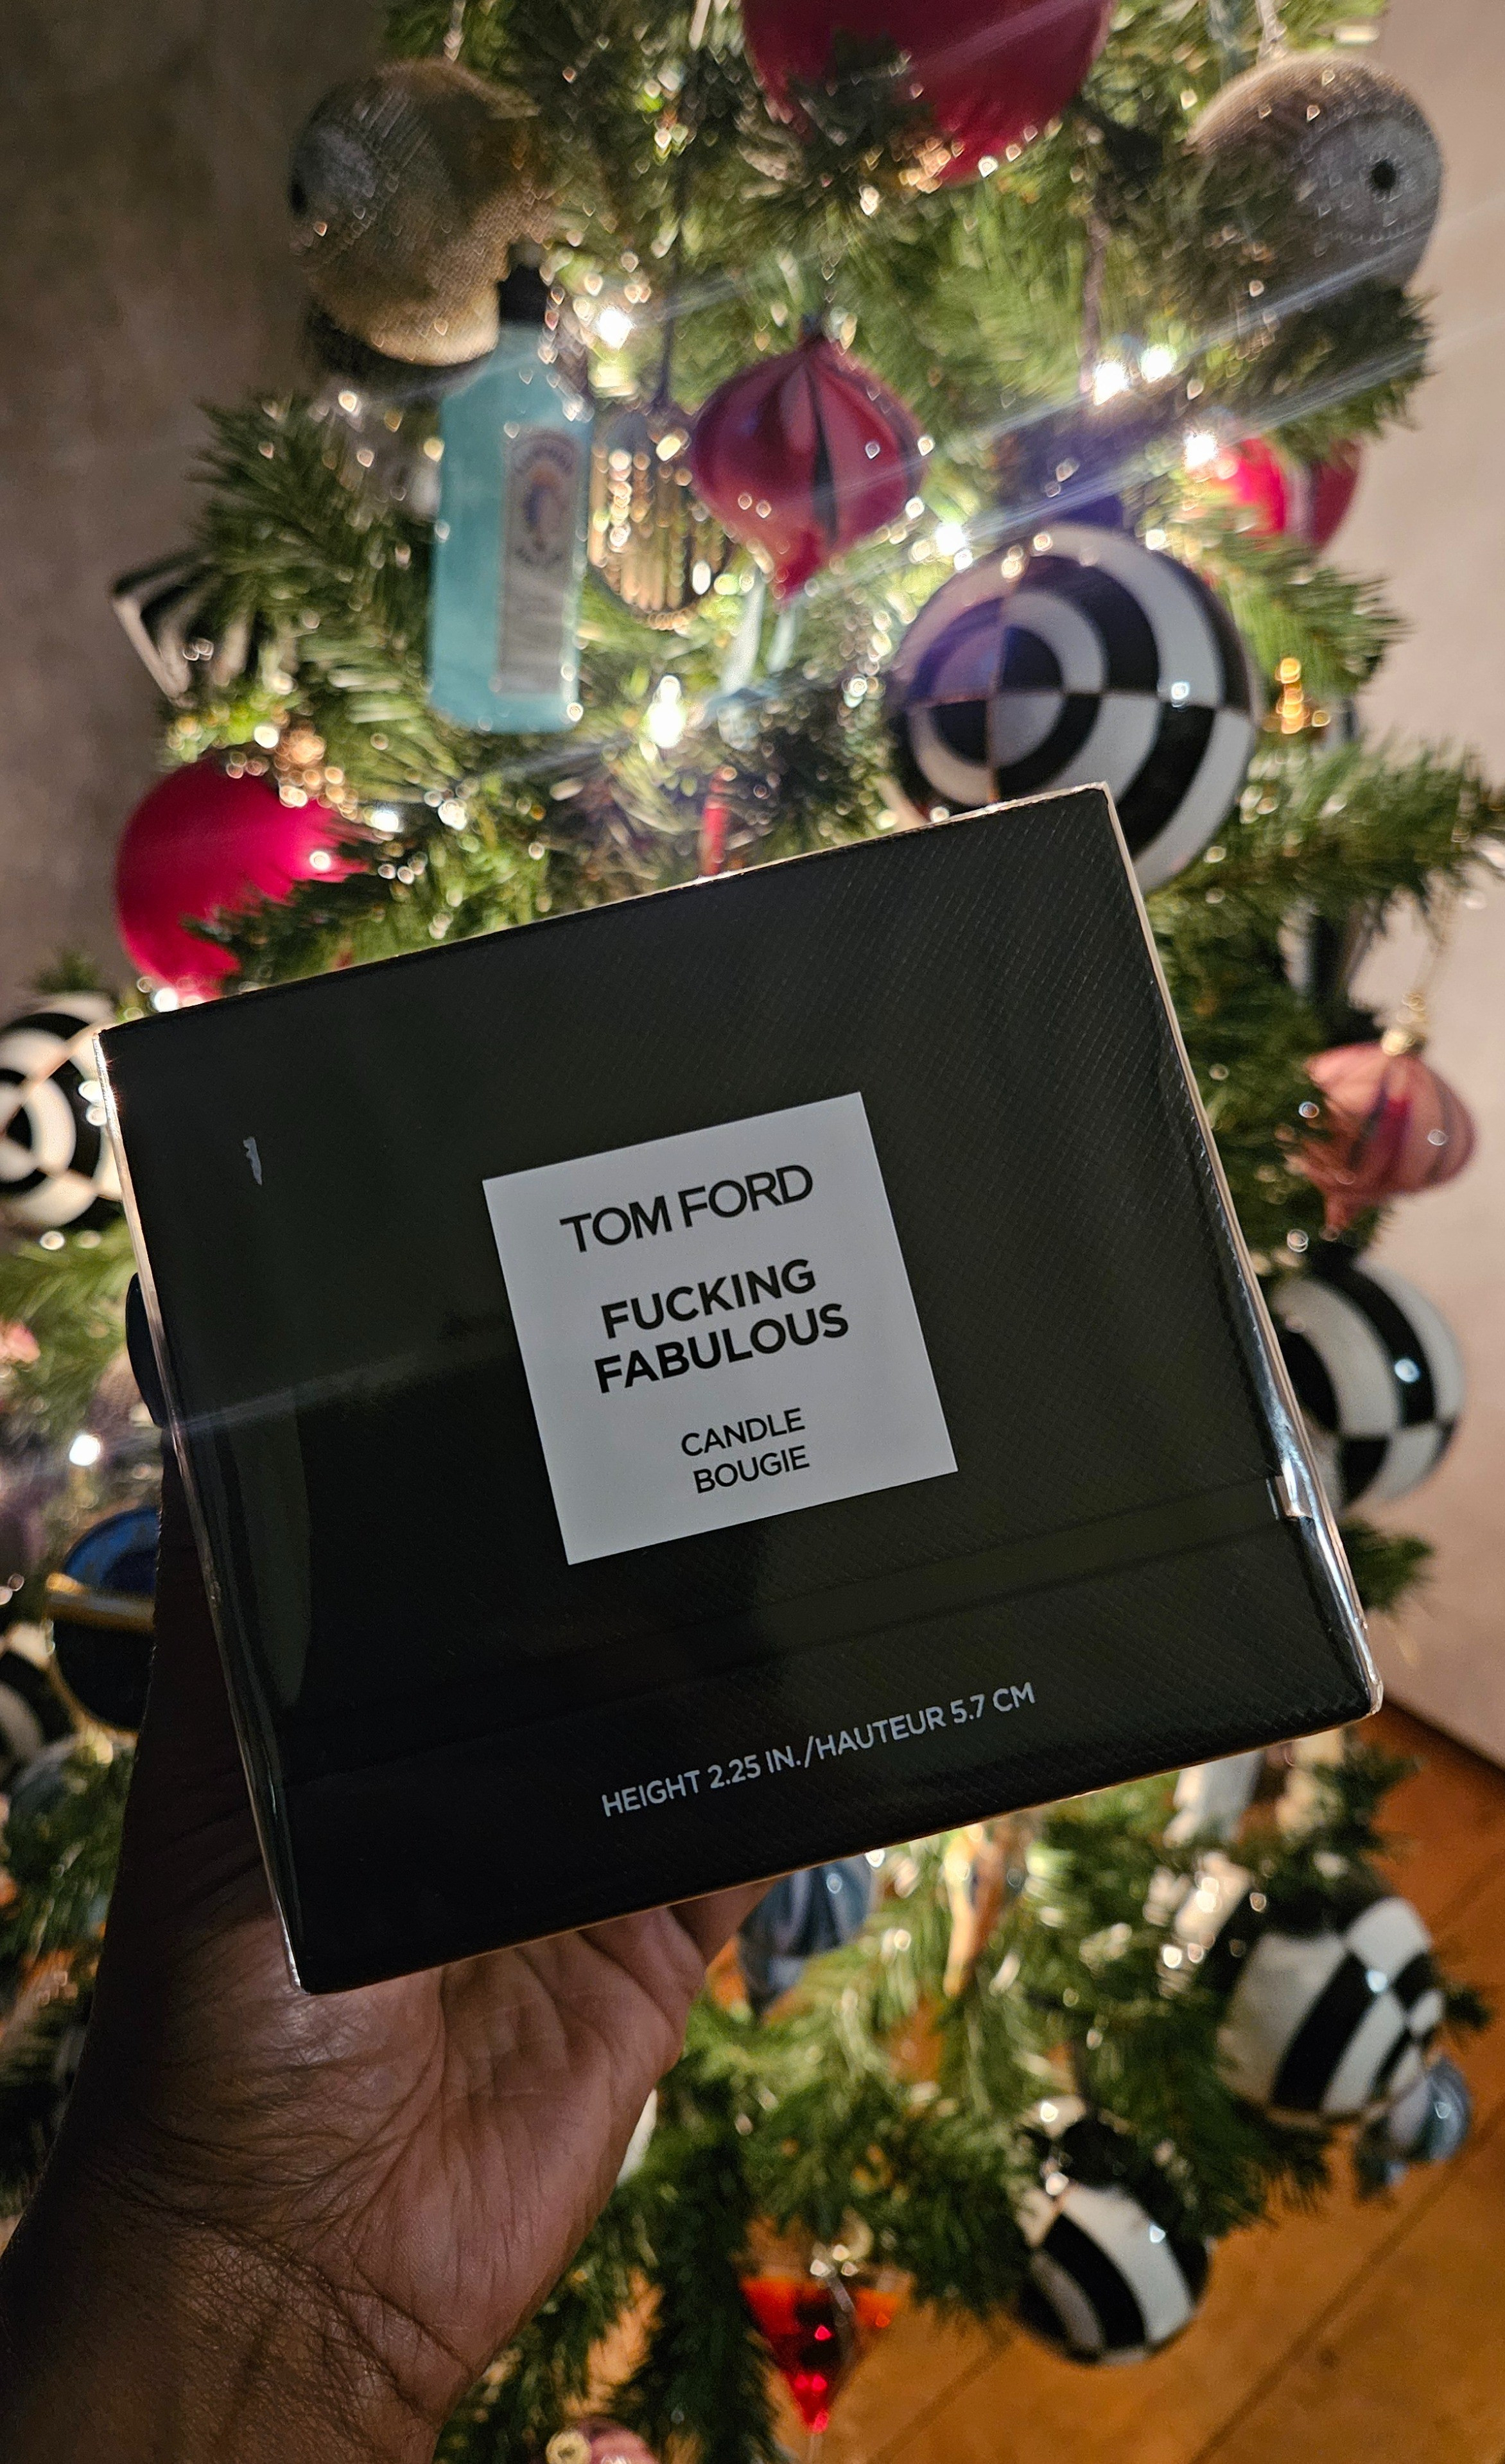 TOM FORD
FUCKING
FABULOUS
CANDLE
BOUGIE
HEIGHT 2.25 IN./HAUTEUR 5.7 CM